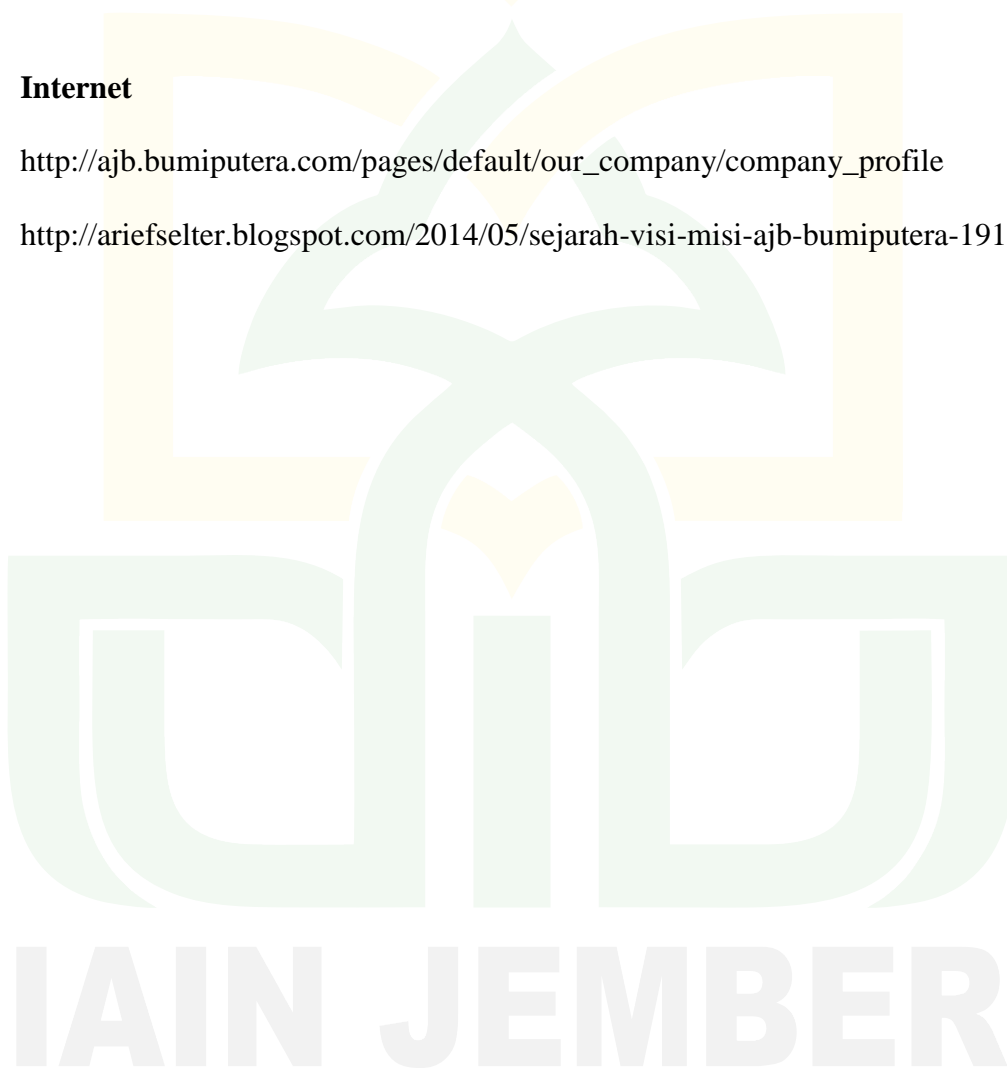 Internet
http://ajb.bumiputera.com/pages/default/our_company/company_profile
http://ariefselter.blogspot.com/2014/05/sejarah-visi-misi-ajb-bumiputera-191
IAIN JEMBER